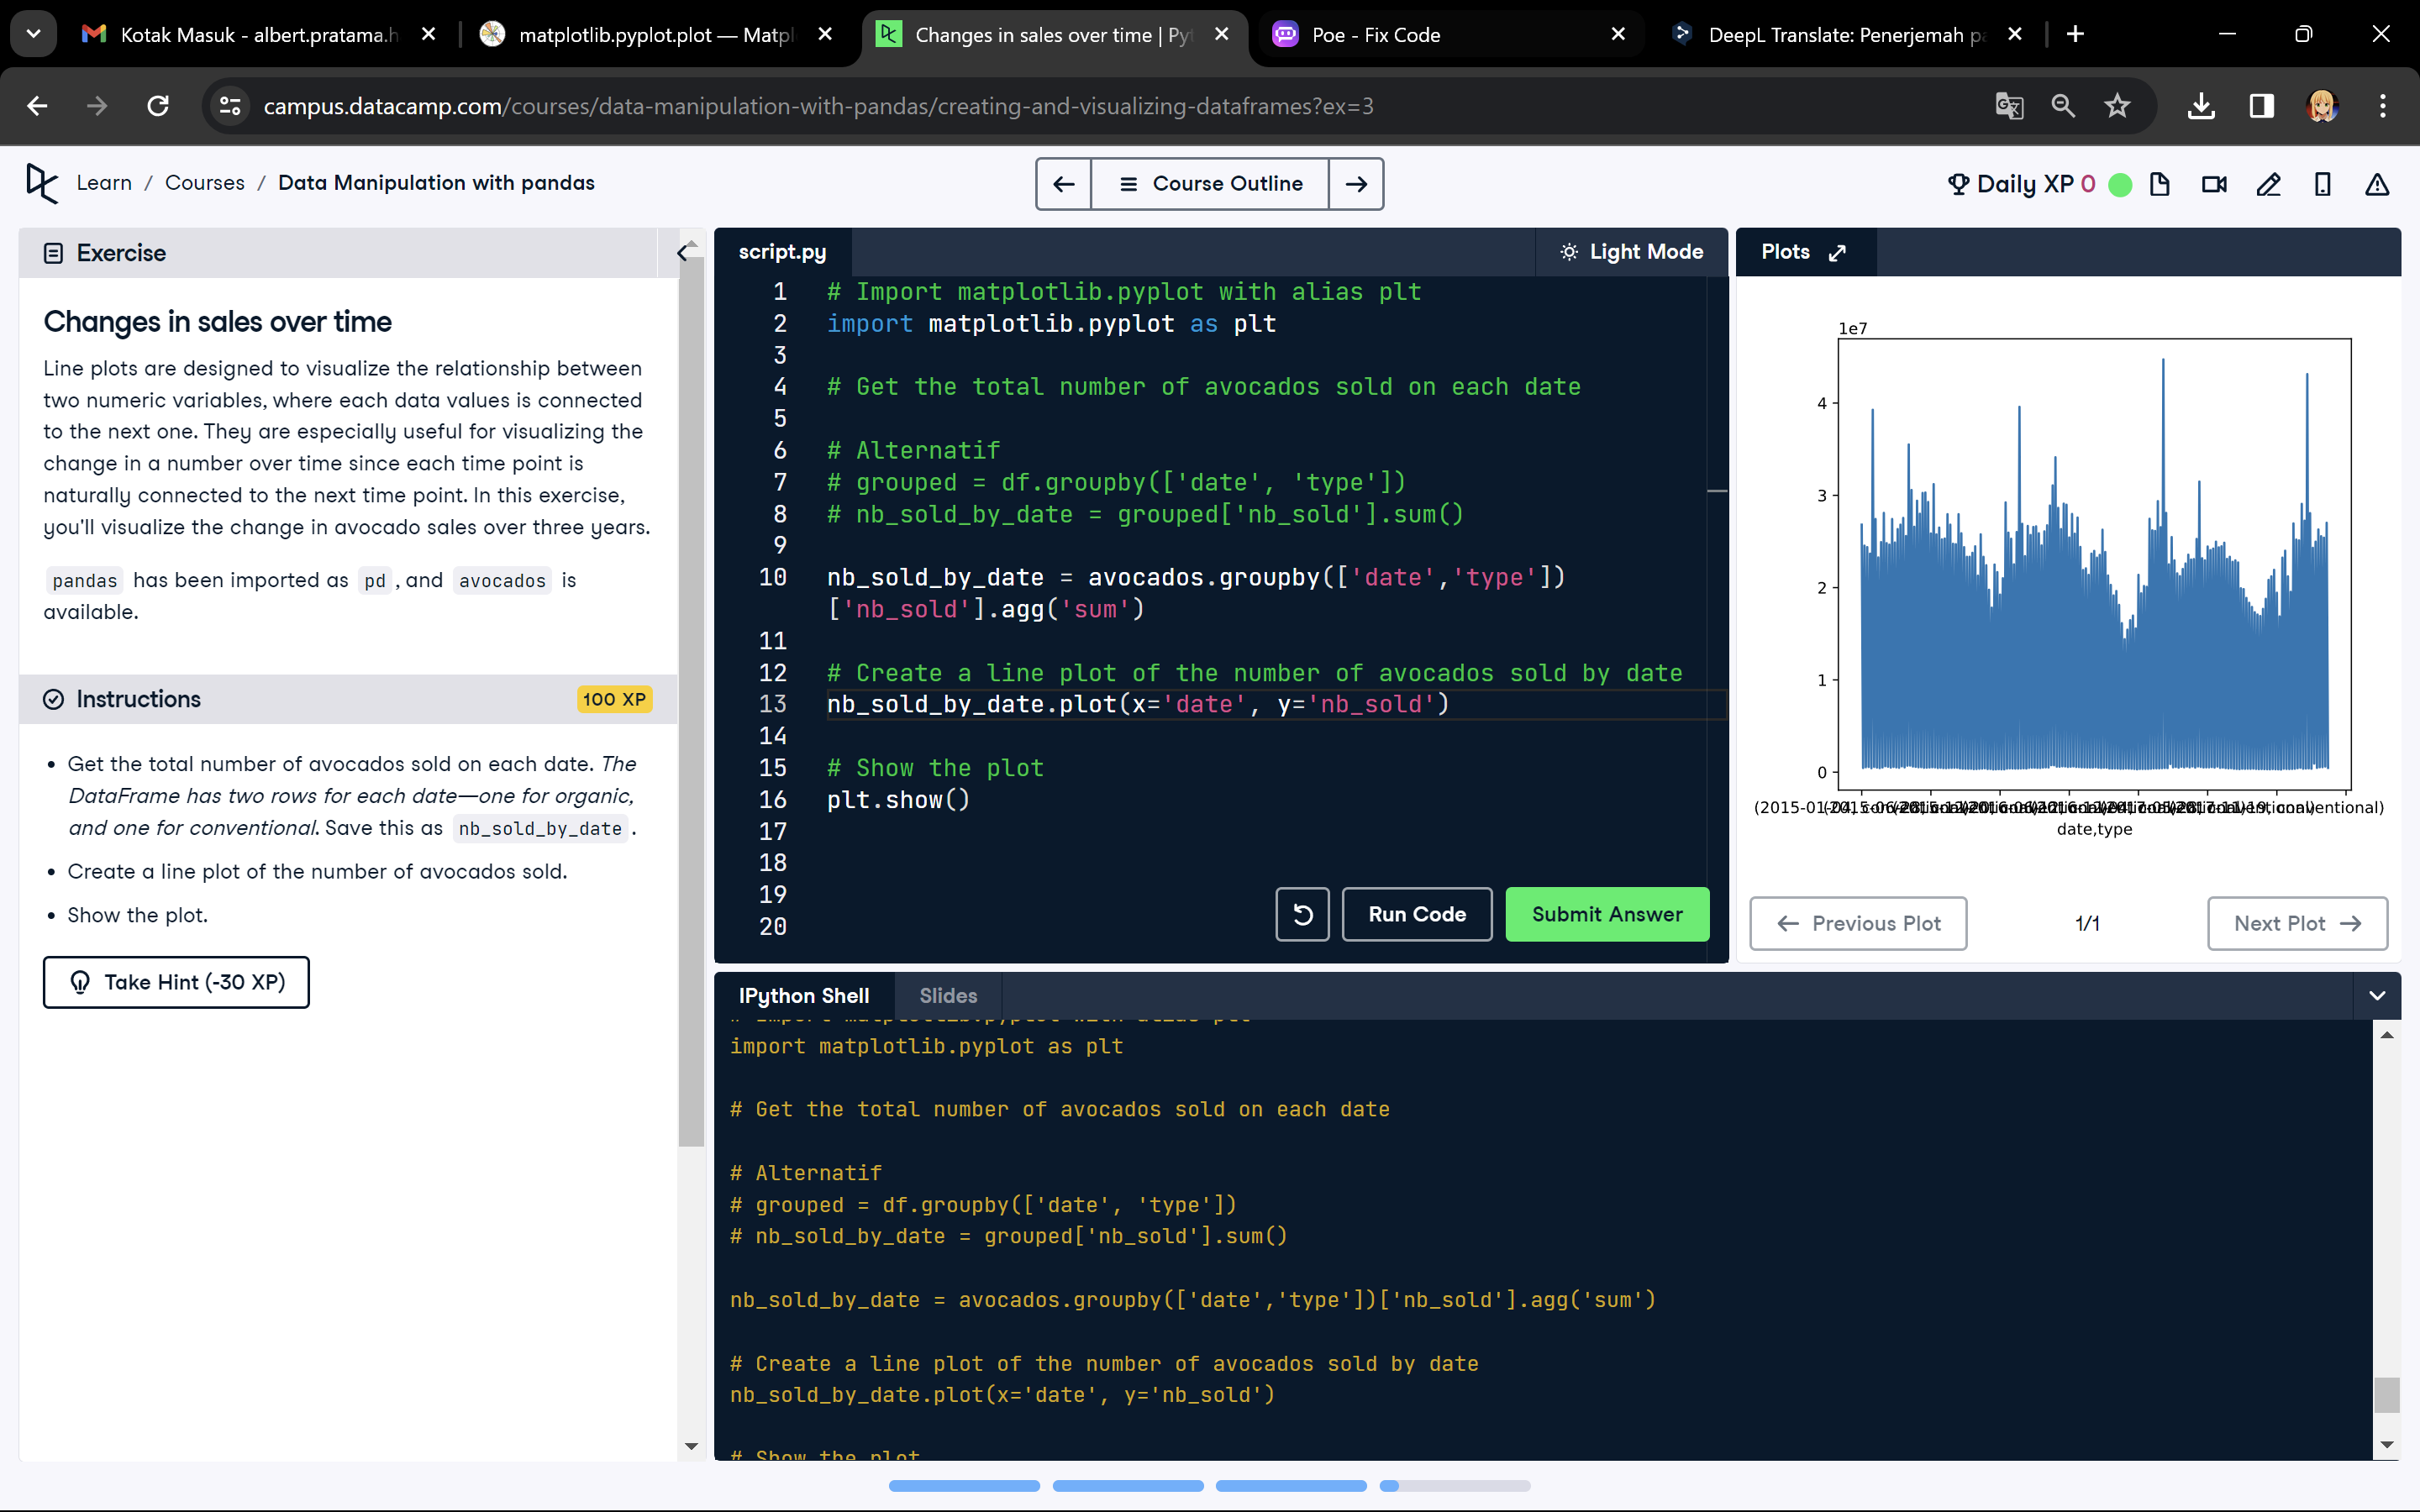 Kotak Masuk - albert.pratama.h
matplotlib.pyplot.plot — Matpl
Changes in sales over time | Pyt
Poe - Fix Code
DeepL Translate: Penerjemah pa
campus.datacamp.com/courses/data-manipulation-with-pandas/creating-and-visualizing-dataframes?ex=3
Learn / Courses / Data Manipulation with pandas
Course Outline
Daily XP 0
Exercise
Changes in sales over time
Line plots are designed to visualize the relationship between
two numeric variables, where each data values is connected
to the next one. They are especially useful for visualizing the
change in a number over time since each time point is
naturally connected to the next time point. In this exercise,
you'll visualize the change in avocado sales over three years.
pandas has been imported as pd , and avocados is
available.
Instructions
100 XP
• Get the total number of avocados sold on each date. The
DataFrame has two rows for each date—one for organic,
and one for conventional. Save this as nb_sold_by_date .
• Create a line plot of the number of avocados sold.
• Show the plot.
Take Hint (-30 XP)
script.py
Light Mode
1 # Import matplotlib.pyplot with alias plt
2 import matplotlib.pyplot as plt
3
4 # Get the total number of avocados sold on each date
5
6 # Alternatif
7 # grouped = df.groupby(['date', 'type'])
8 # nb_sold_by_date = grouped['nb_sold'].sum()
9
10 nb_sold_by_date = avocados.groupby(['date','type'])
['nb_sold'].agg('sum')
11
12 # Create a line plot of the number of avocados sold by date
13 nb_sold_by_date.plot(x='date', y='nb_sold')
14
15 # Show the plot
16 plt.show()
17
18
19
20
Run Code
Submit Answer
Plots
1e7
4
3
2
1
0
date,type
Previous Plot
1/1
Next Plot
IPython Shell
Slides
# Import matplotlib.pyplot with alias plt
import matplotlib.pyplot as plt
# Get the total number of avocados sold on each date
# Alternatif
# grouped = df.groupby(['date', 'type'])
# nb_sold_by_date = grouped['nb_sold'].sum()
nb_sold_by_date = avocados.groupby(['date','type'])['nb_sold'].agg('sum')
# Create a line plot of the number of avocados sold by date
nb_sold_by_date.plot(x='date', y='nb_sold')
# Show the plot